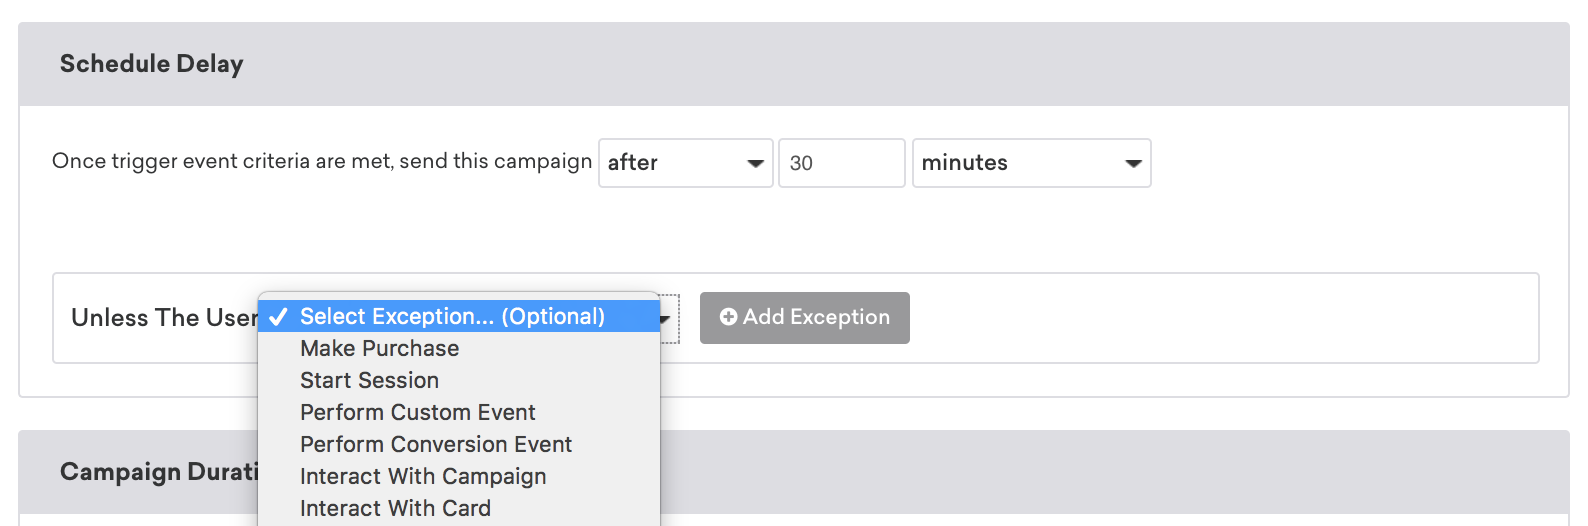 Schedule Delay
Once trigger event criteria are met, send this campaign after 30 minutes
Unless The User ✓ Select Exception... (Optional) Add Exception
Make Purchase
Start Session
Perform Custom Event
Perform Conversion Event
Campaign Durati
Interact With Campaign
Interact With Card